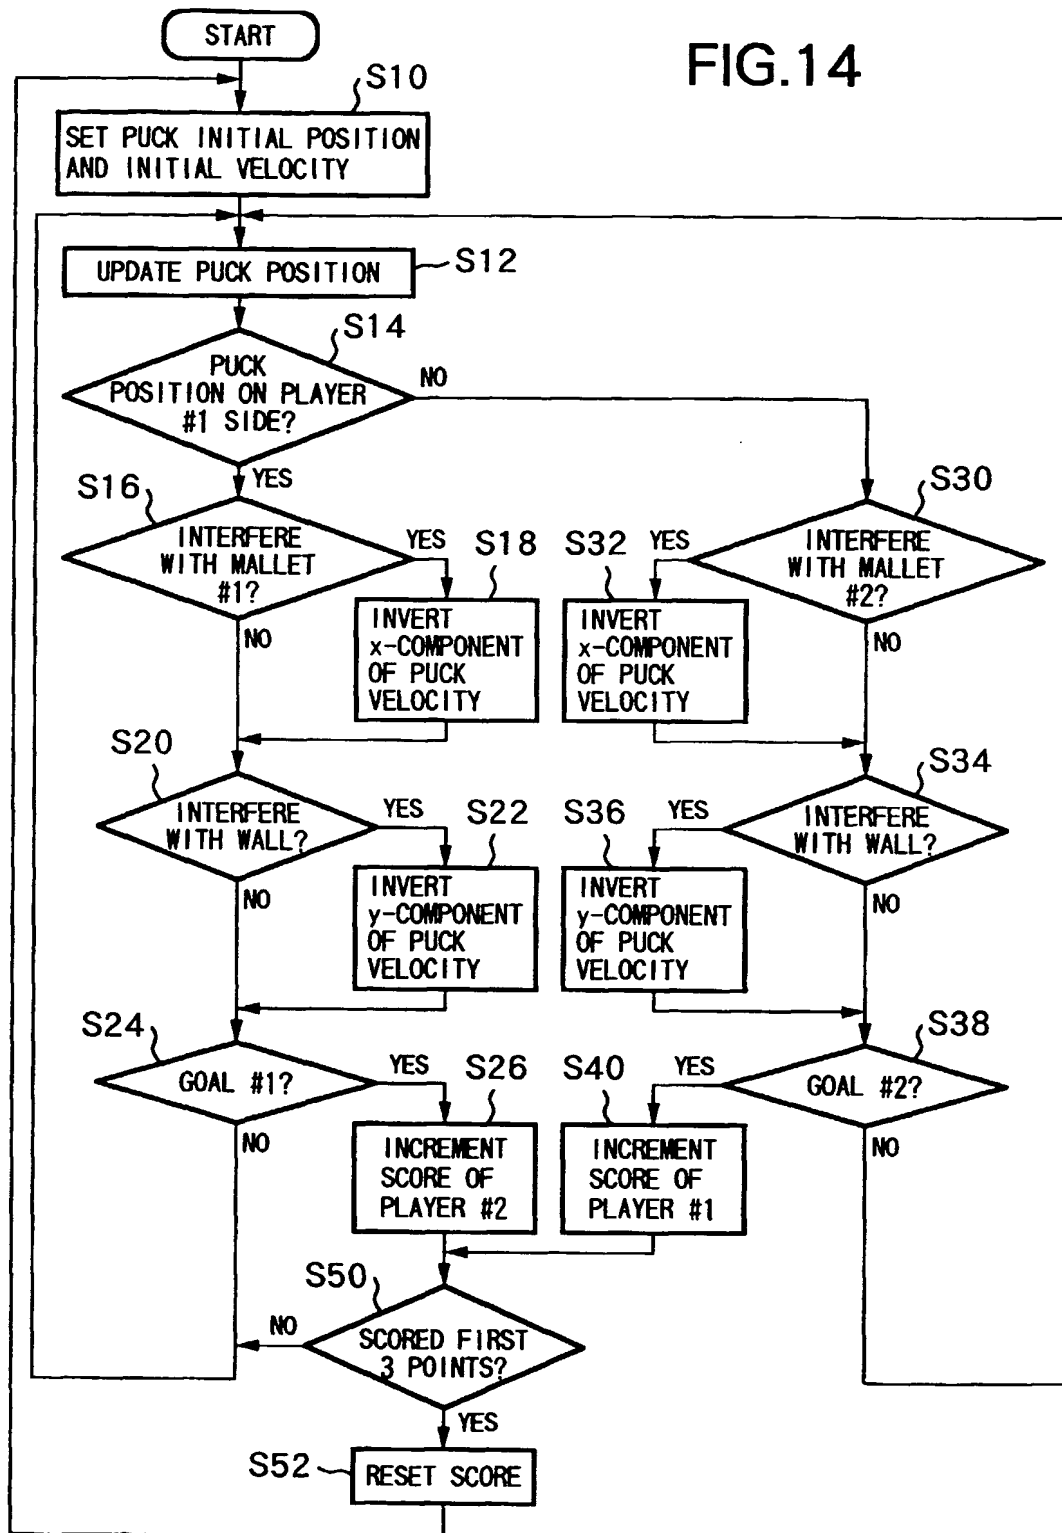 START
FIG.14
S10
SET PUCK INITIAL POSITION
AND INITIAL VELOCITY
UPDATE PUCK POSITION
S12
S14
PUCK
POSITION ON PLAYER
#1 SIDE?
NO
YES
S16
INTERFERE
WITH MALLET
#1?
YES
NO
S18
INVERT
x-COMPONENT
OF PUCK
VELOCITY
S32
INVERT
x-COMPONENT
OF PUCK
VELOCITY
YES
S30
INTERFERE
WITH MALLET
#2?
NO
S20
INTERFERE
WITH WALL?
YES
NO
S22
INVERT
y-COMPONENT
OF PUCK
VELOCITY
S36
INVERT
y-COMPONENT
OF PUCK
VELOCITY
YES
S34
INTERFERE
WITH WALL?
NO
S24
GOAL #1?
YES
NO
S26
INCREMENT
SCORE OF
PLAYER #2
S40
INCREMENT
SCORE OF
PLAYER #1
YES
S38
GOAL #2?
NO
S50
SCORED FIRST
3 POINTS?
NO
YES
S52
RESET SCORE